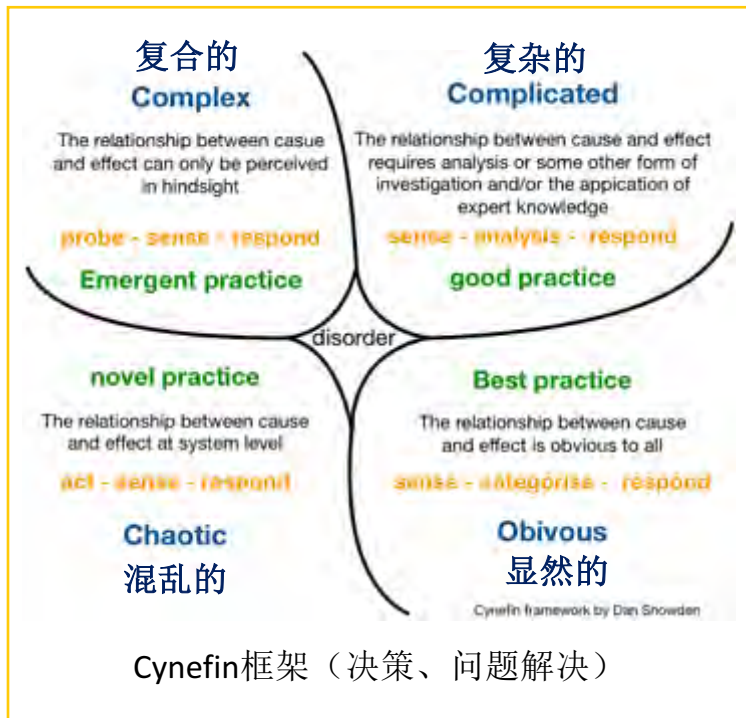 复合的
Complex
The relationship between casue
and effect can only be perceived
in hindsight
probe - sense - respond
Emergent practice
复杂的
Complicated
The relationship between cause and effect
requires analysis or some other form of
investigation and/or the appication of
expert knowledge
sense - analysis - respond
good practice
disorder
novel practice
The relationship between cause
and effect at system level
act - sense - respond
Chaotic
混乱的
Best practice
The relationship between cause
and effect is obvious to all
sense - categorise - respond
Obivous
显然的
Cynefin framework by Dan Snowden
Cynefin框架（决策、问题解决）